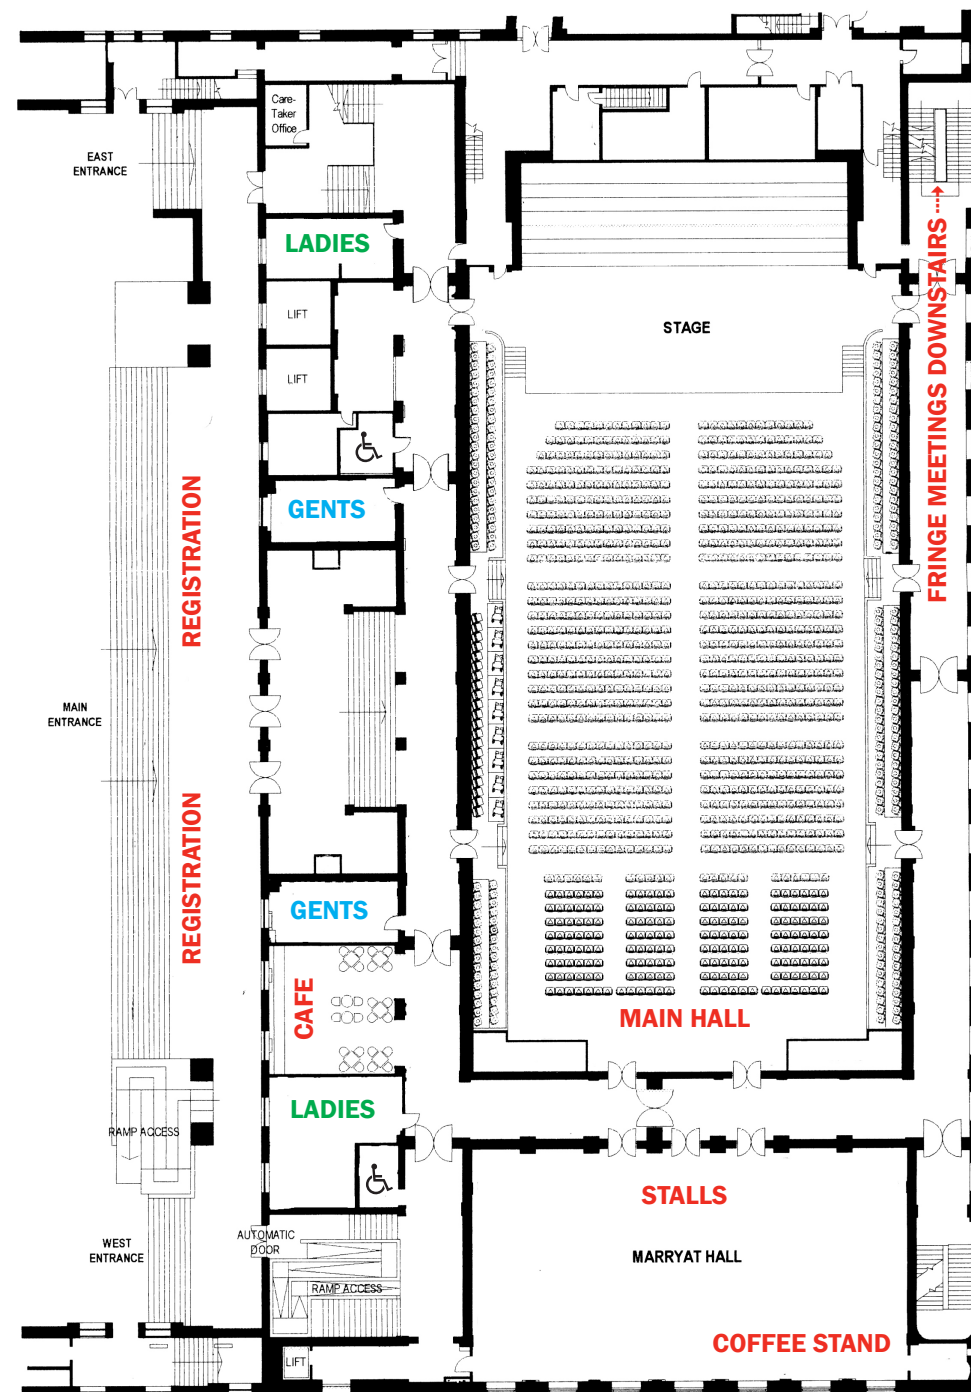 Care-
Taker
Office
EAST
ENTRANCE
LADIES
LIFT
STAGE
LIFT
FRINGE MEETINGS DOWNSTAIRS
GENTS
REGISTRATION
MAIN
ENTRANCE
REGISTRATION
GENTS
CAFE
MAIN HALL
LADIES
RAMP ACCESS
STALLS
WEST
ENTRANCE
AUTOMATIC
DOOR
MARRYAT HALL
RAMP ACCESS
COFFEE STAND
LIFT